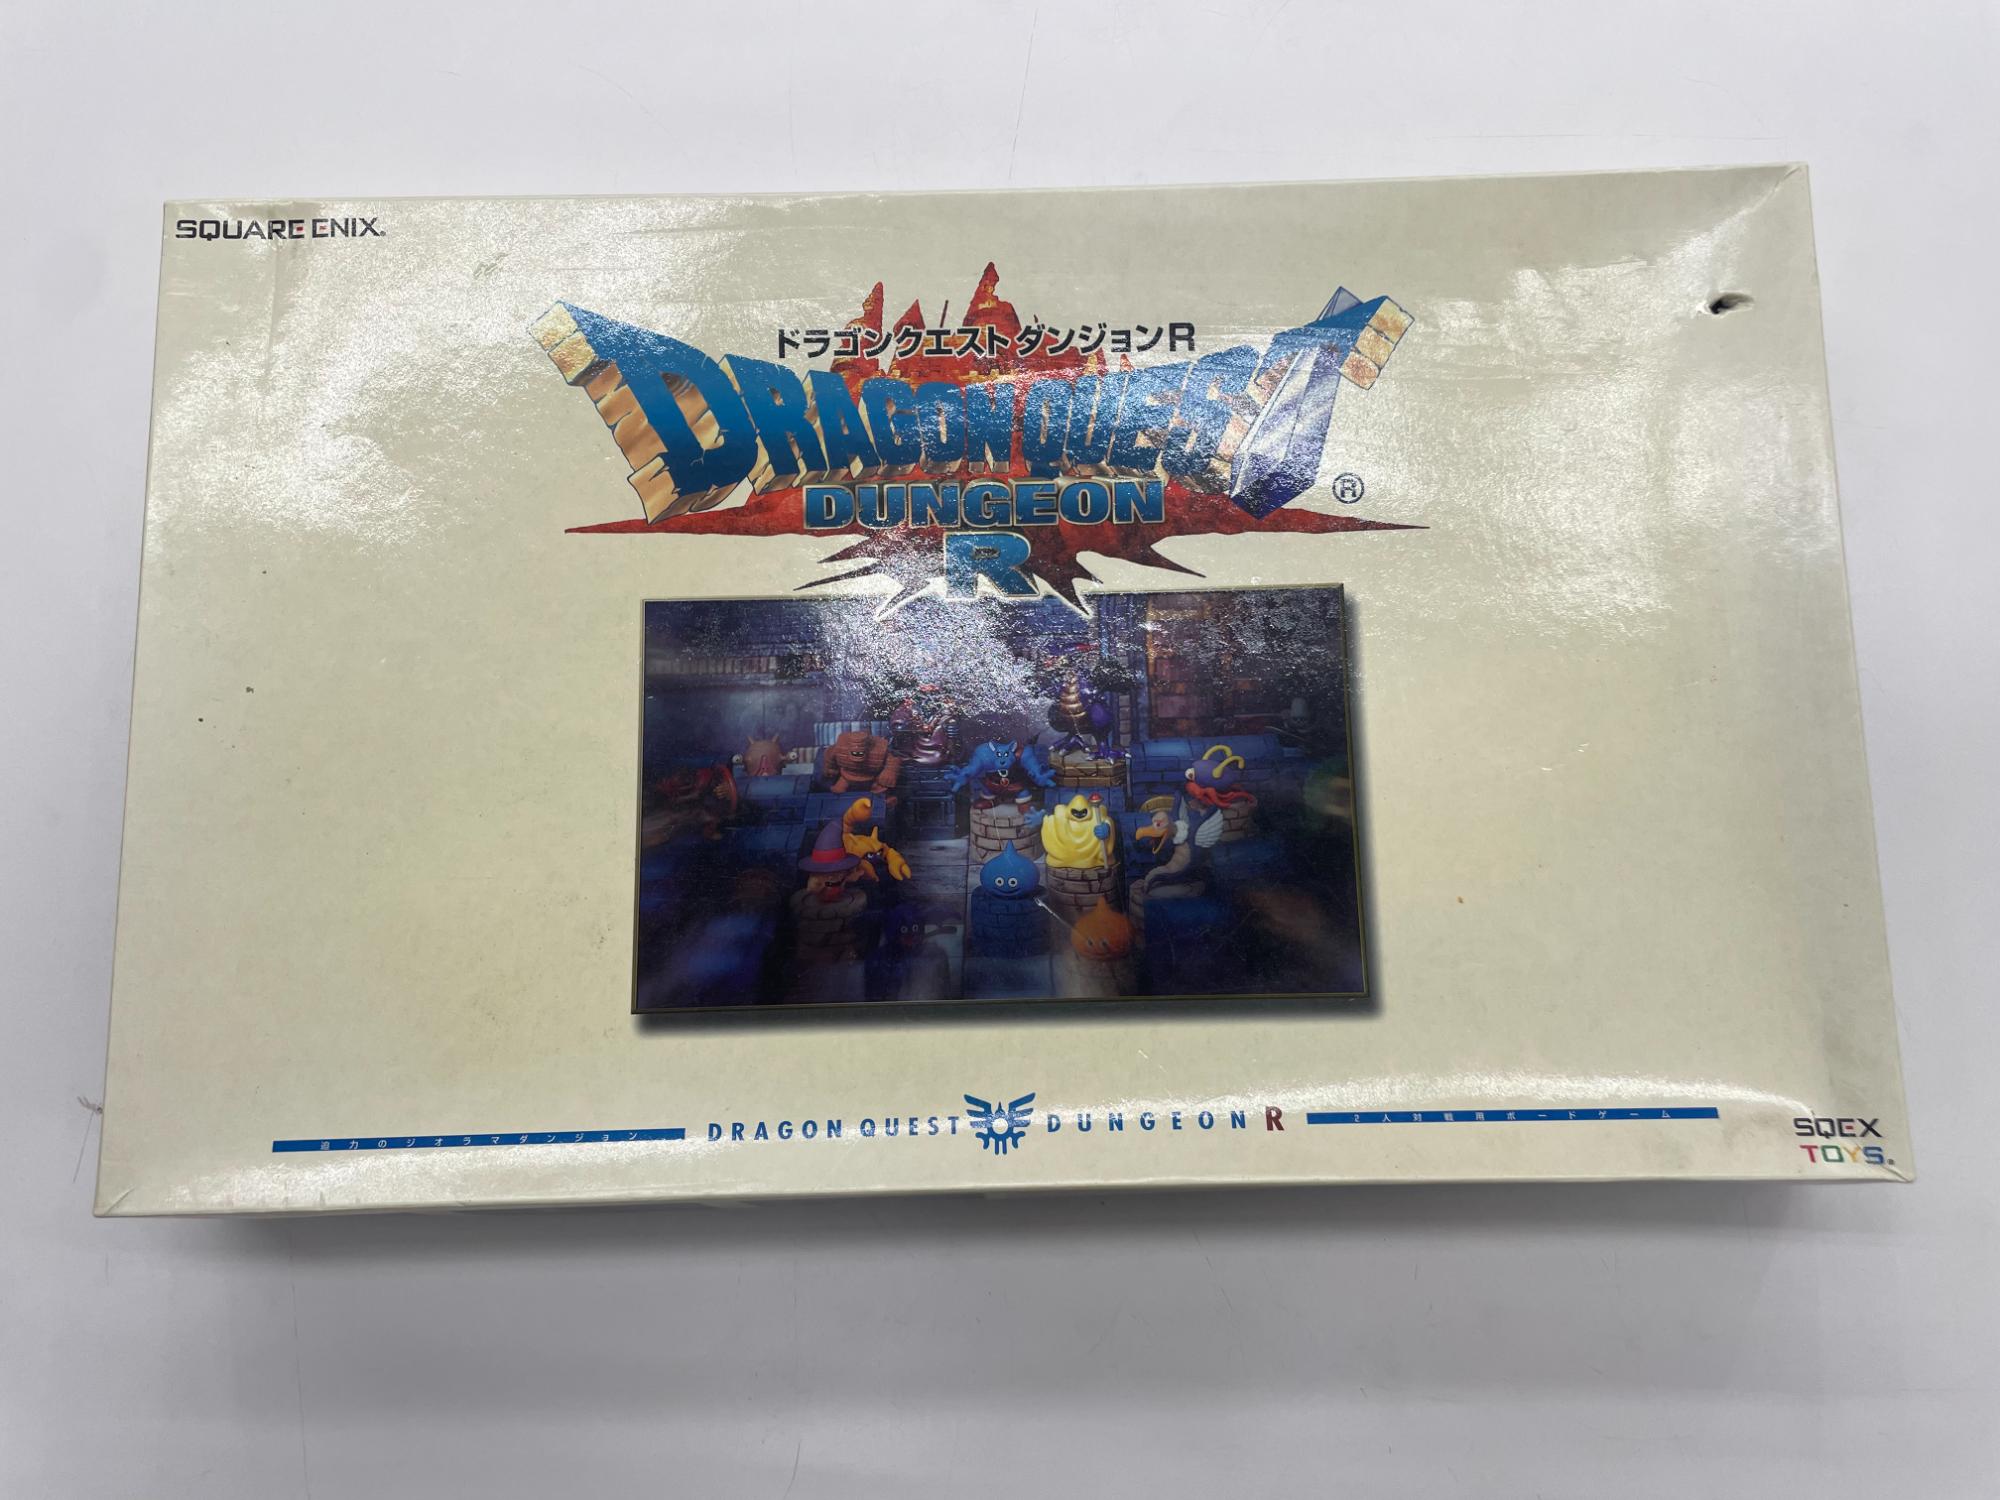 SQUARE ENIX®
ドラゴンクエスト ダンジョンR
DRAGON QUEST
DUNGEON
R
®
迫力のジオラマダンジョン
DRAGON QUEST DUNGEON R
2人対戦用ボードゲーム
SQEX
TOYS®